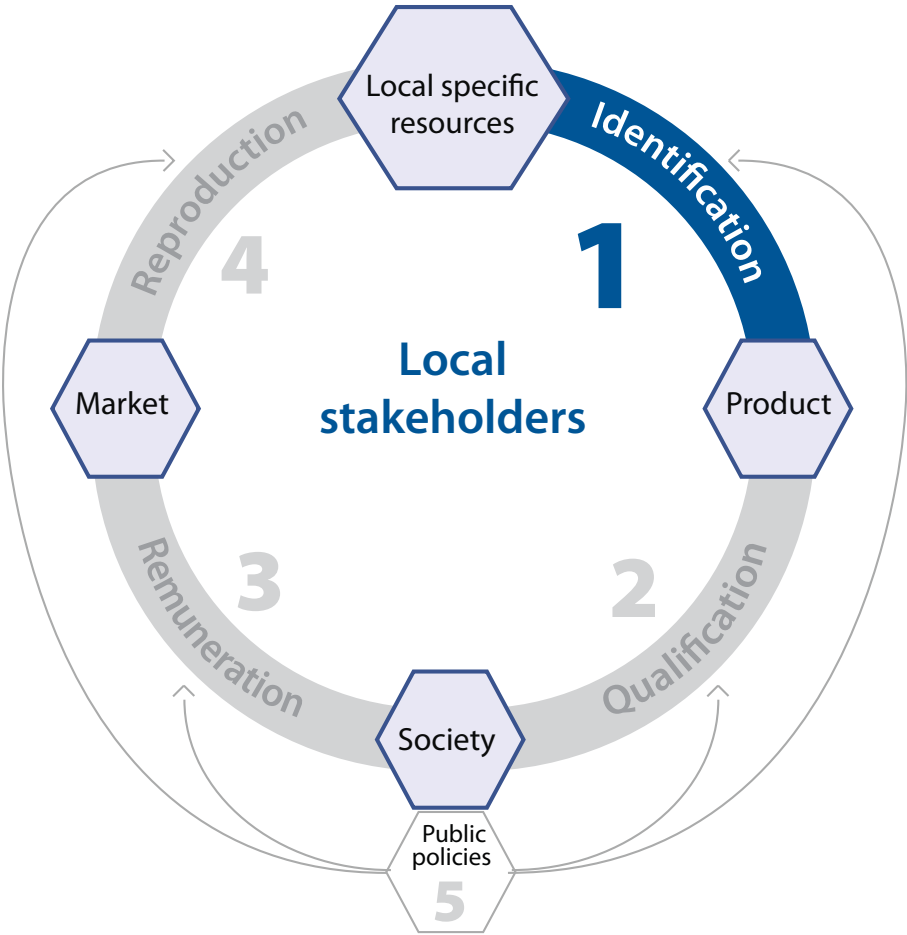 Local specific
resources
Identification
1
Product
2
Qualification
Society
3
Remuneration
Market
4
Reproduction
Local
stakeholders
Public
policies
5